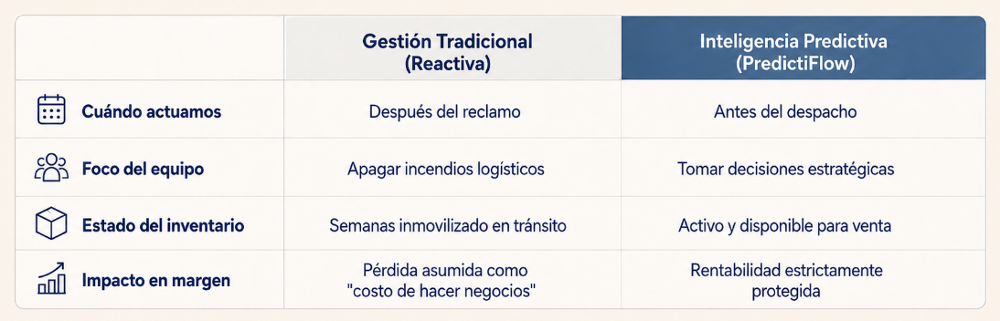 Gestión Tradicional
(Reactiva)
Inteligencia Predictiva
(PredictiFlow)
Cuándo actuamos
Después del reclamo
Antes del despacho
Foco del equipo
Apagar incendios logísticos
Tomar decisiones estratégicas
Estado del inventario
Semanas inmovilizado en tránsito
Activo y disponible para venta
Impacto en margen
Pérdida asumida como
"costo de hacer negocios"
Rentabilidad estrictamente
protegida